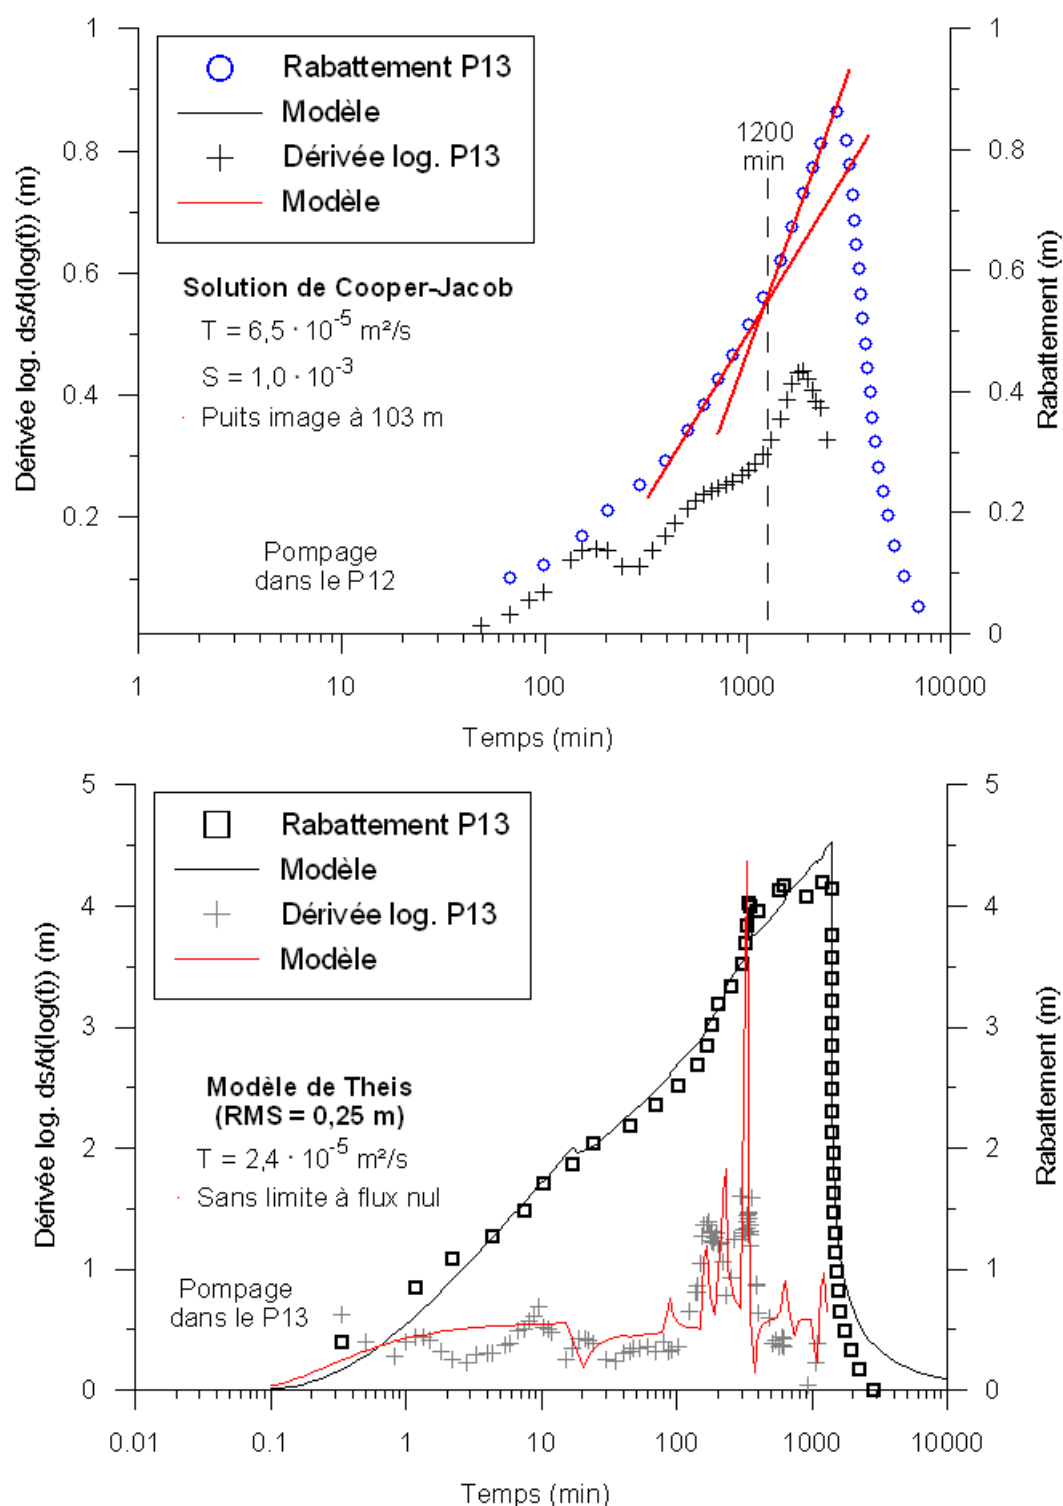 Rabattement P13
Modèle
Dérivée log. P13
Modèle
Solution de Cooper-Jacob
T = 6,5 · 10⁻⁵ m²/s
S = 1,0 · 10⁻³
· Puits image à 103 m
1200
min
Pompage
dans le P12
Dérivée log. ds/d(log(t)) (m)
1
0.8
0.6
0.4
0.2
Rabattement (m)
1
0.8
0.6
0.4
0.2
0
1
10
100
1000
10000
Temps (min)
Rabattement P13
Modèle
Dérivée log. P13
Modèle
Modèle de Theis
(RMS = 0,25 m)
T = 2,4 · 10⁻⁵ m²/s
· Sans limite à flux nul
Pompage
dans le P13
Dérivée log. ds/d(log(t)) (m)
5
4
3
2
1
0
Rabattement (m)
5
4
3
2
1
0
0.01
0.1
1
10
100
1000
10000
Temps (min)